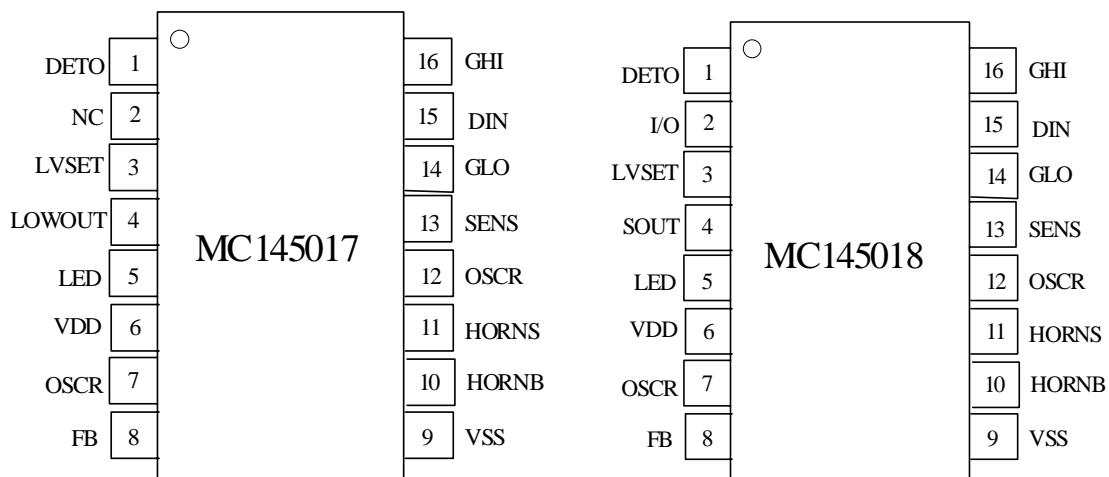 DETO 1 16 GHI
NC 2 15 DIN
LVSET 3 14 GLO
LOWOUT 4 13 SENS
MC145017
LED 5 12 OSCR
VDD 6 11 HORNS
OSCR 7 10 HORNB
FB 8 9 VSS
DETO 1 16 GHI
I/O 2 15 DIN
LVSET 3 14 GLO
SOUT 4 13 SENS
MC145018
LED 5 12 OSCR
VDD 6 11 HORNS
OSCR 7 10 HORNB
FB 8 9 VSS